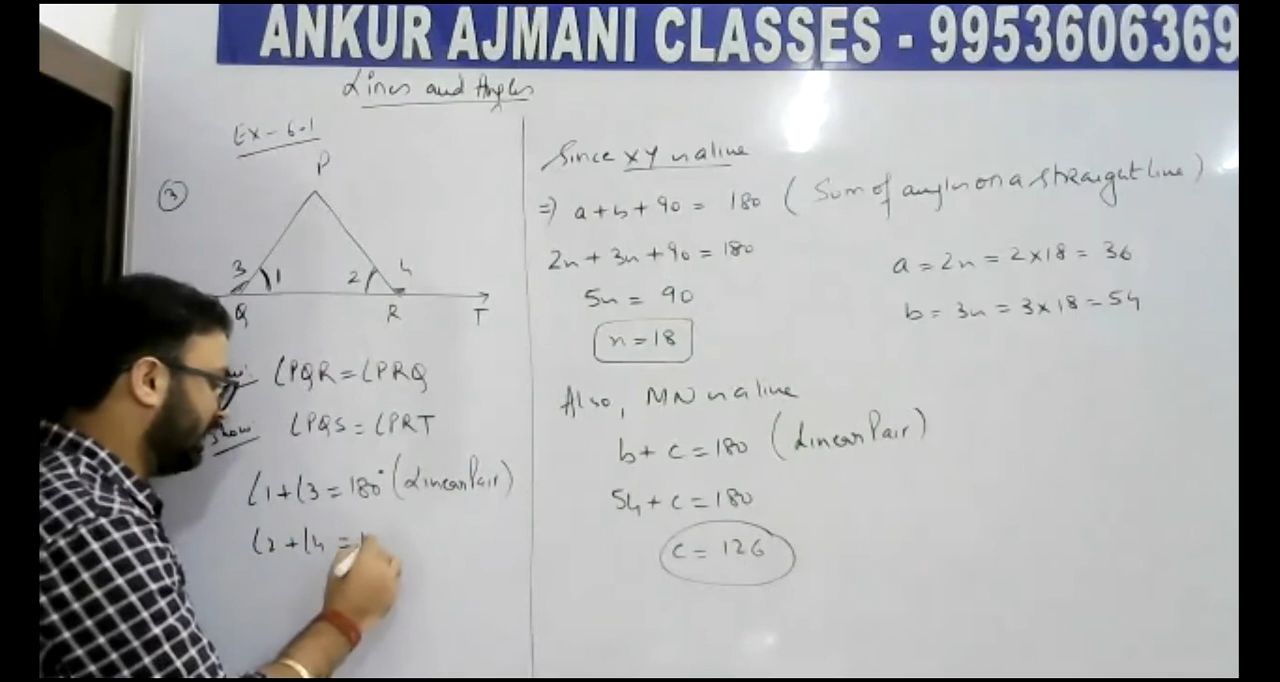 ANKUR AJMANI CLASSES - 9953606369
Lines and Angles
Ex - 6.1
3
P
3 1 2 4
Q R T
∠PQR = ∠PRQ
Show: ∠PQS = ∠PRT
∠1 + ∠3 = 180° (Linear Pair)
∠2 + ∠4 = 1
Since XY is a line
⇒ a + b + 90 = 180 (Sum of angles on a straight line)
2x + 3x + 90 = 180
5x = 90
x = 18
a = 2x = 2 × 18 = 36
b = 3x = 3 × 18 = 54
Also, MN is a line
b + c = 180 (Linear Pair)
54 + c = 180
c = 126